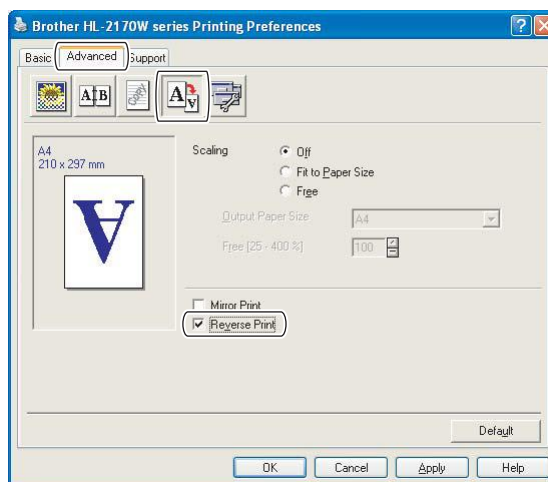 Brother HL-2170W series Printing Preferences
Basic Advanced Support
A B A A
A4
210 x 297 mm
A
Scaling Off
Fit to Paper Size
Free
Output Paper Size A4
Free [25 - 400 %] 100
Mirror Print
Reverse Print
Default
OK Cancel Apply Help